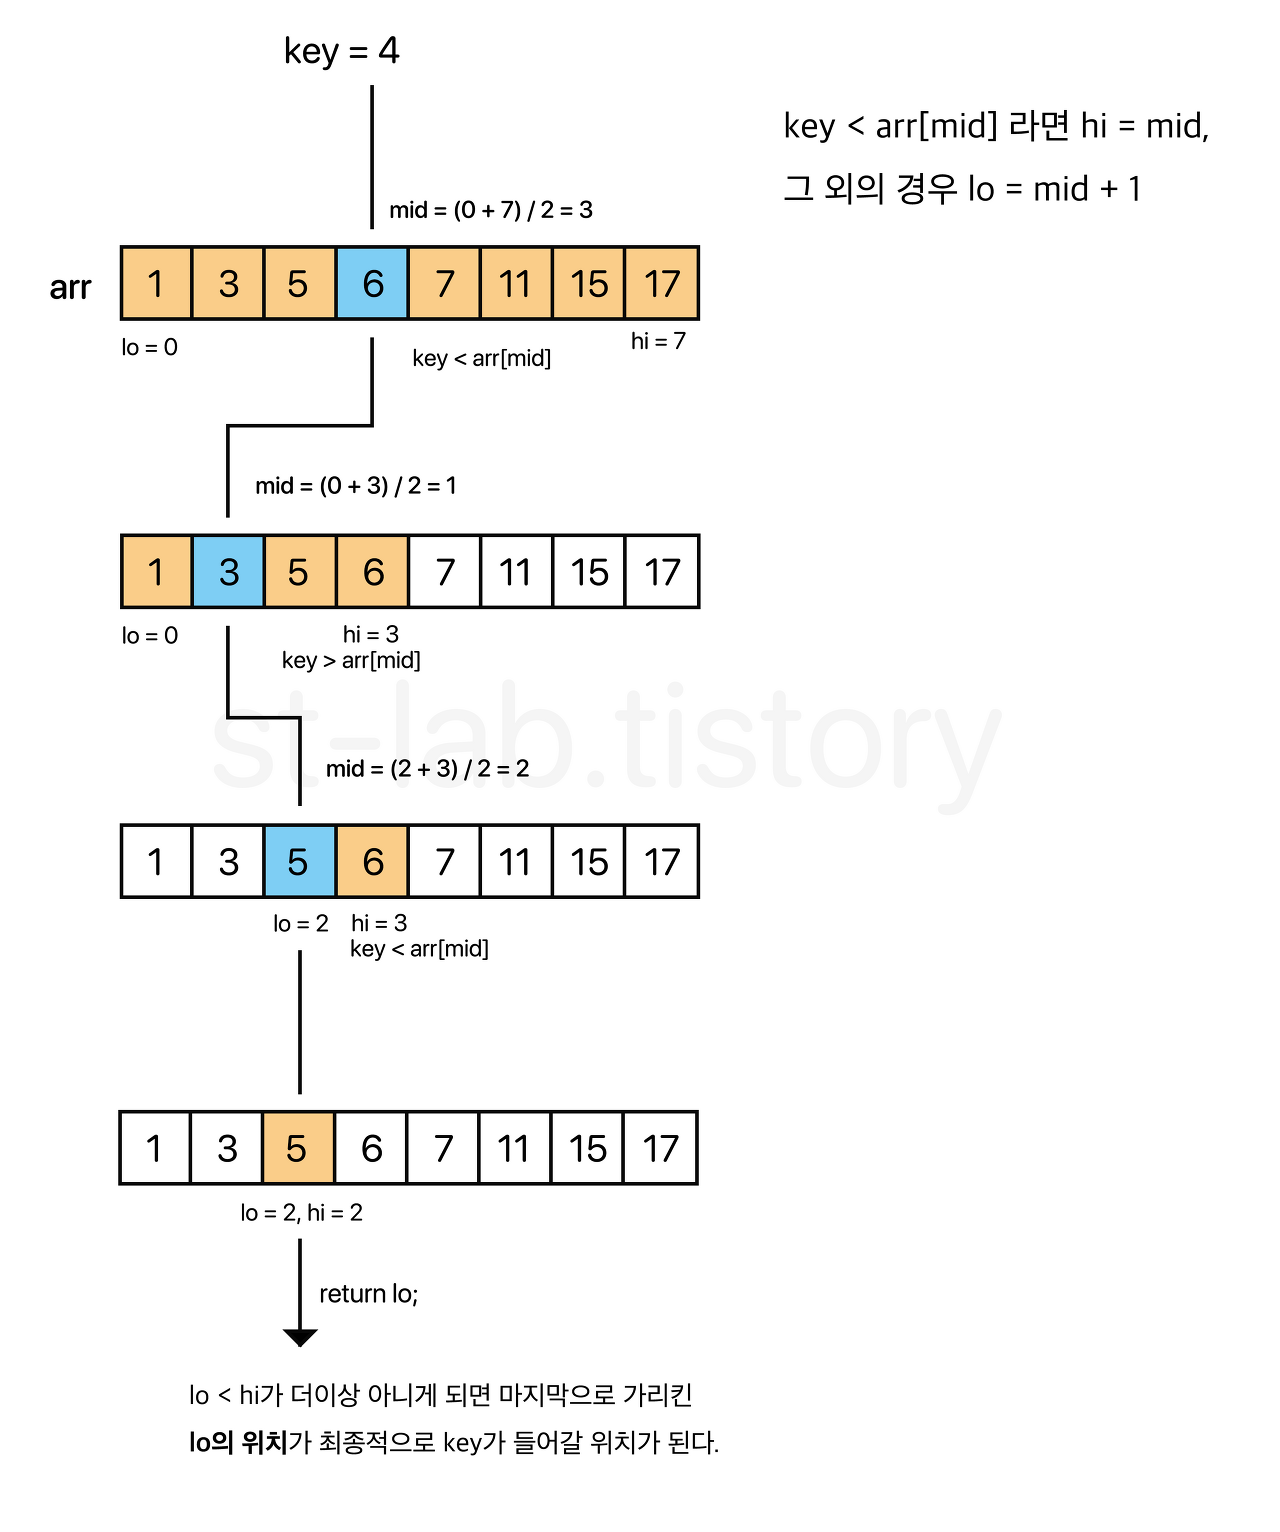 key = 4
key < arr[mid] 라면 hi = mid,
그 외의 경우 lo = mid + 1
mid = (0 + 7) / 2 = 3
arr
1 3 5 6 7 11 15 17
lo = 0
hi = 7
key < arr[mid]
mid = (0 + 3) / 2 = 1
1 3 5 6 7 11 15 17
lo = 0
hi = 3
key > arr[mid]
st-lab.tistory
mid = (2 + 3) / 2 = 2
1 3 5 6 7 11 15 17
lo = 2
hi = 3
key < arr[mid]
1 3 5 6 7 11 15 17
lo = 2, hi = 2
return lo;
lo < hi가 더이상 아니게 되면 마지막으로 가리킨
lo의 위치가 최종적으로 key가 들어갈 위치가 된다.